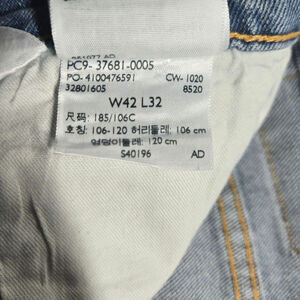 PC9- 37681-0005
PO- 4100476591 CW- 1020
32801605 8520
W42 L32
尺码: 185/106C
호칭: 106-120 허리둘레: 106 cm
엉덩이둘레: 120 cm
S40196 AD